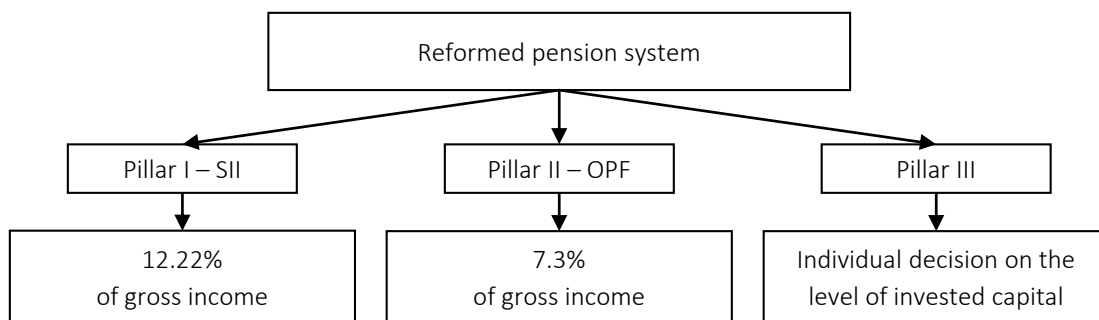 Reformed pension system
Pillar I – SII
Pillar II – OPF
Pillar III
12.22%
of gross income
7.3%
of gross income
Individual decision on the
level of invested capital